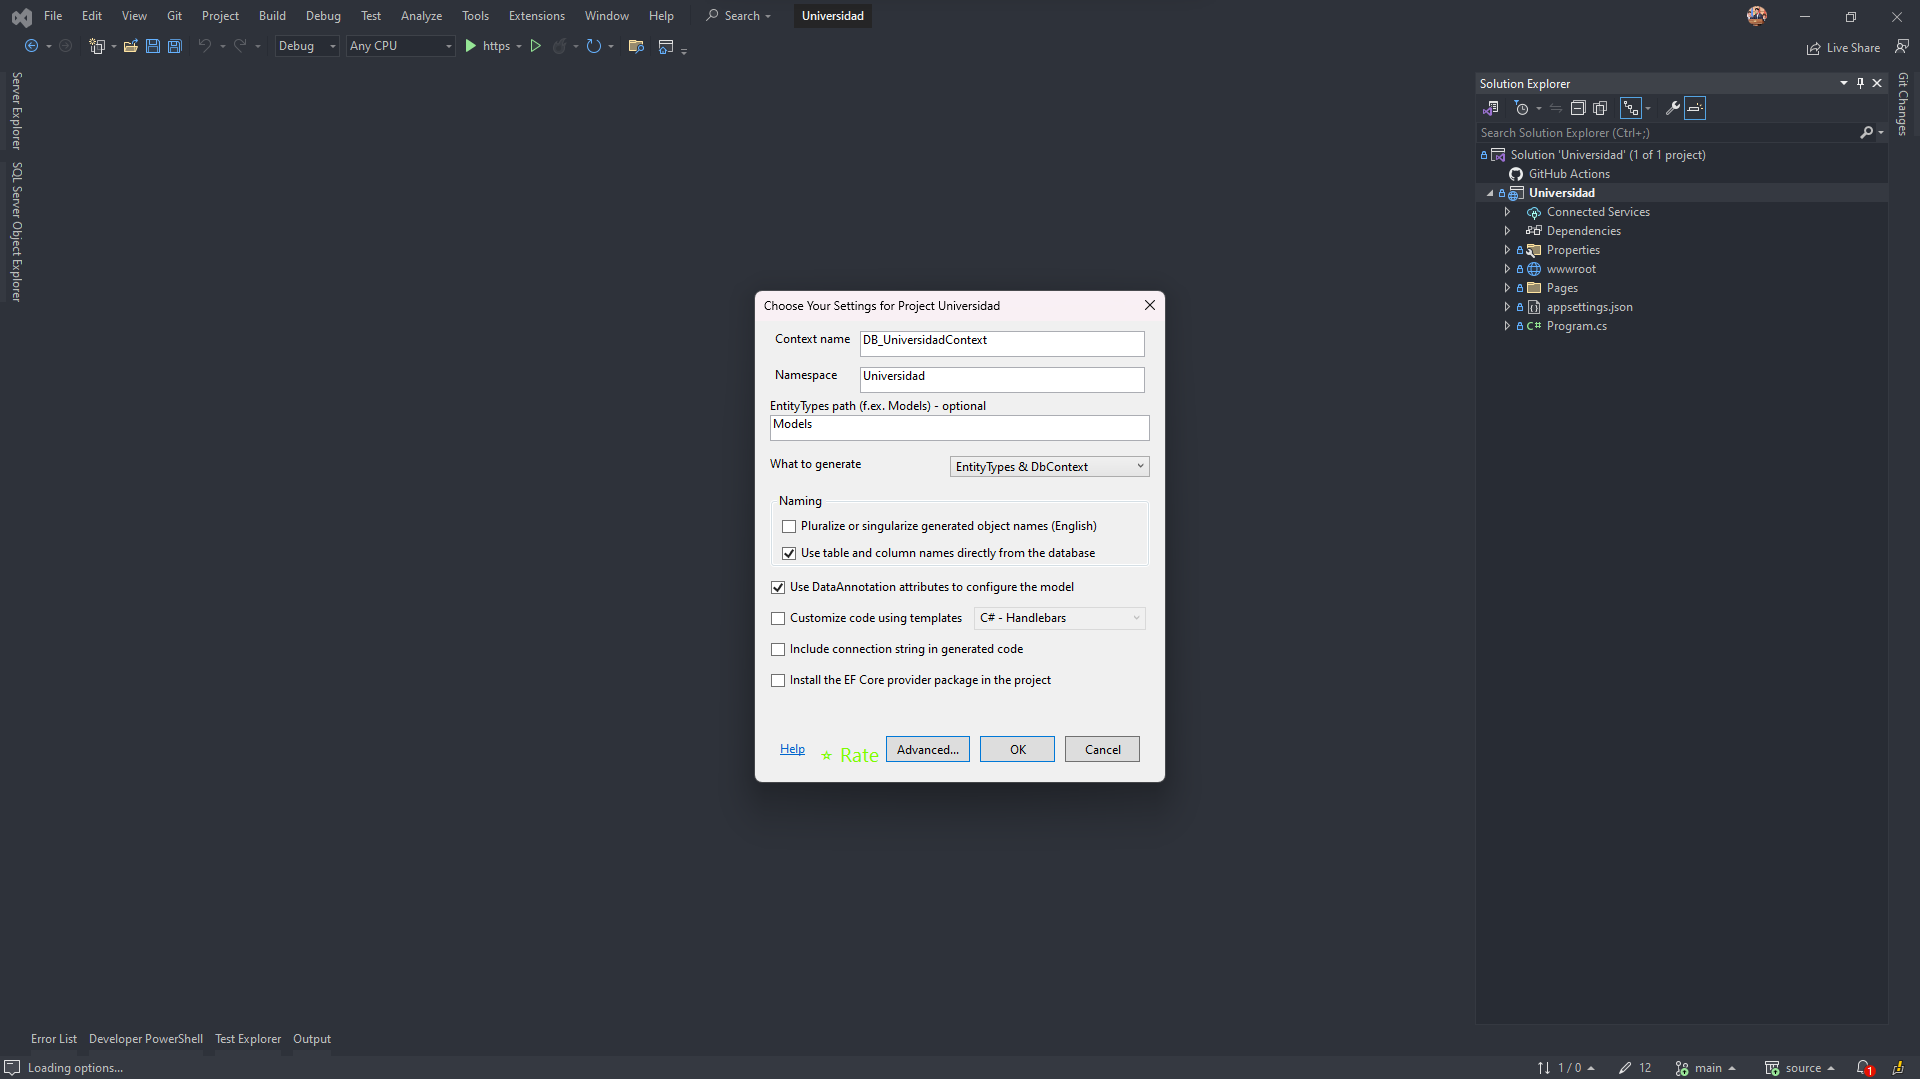 File Edit View Git Project Build Debug Test Analyze Tools Extensions Window Help Search Universidad
Debug Any CPU https Live Share
Server Explorer
SQL Server Object Explorer
Solution Explorer
Search Solution Explorer (Ctrl+;)
Solution 'Universidad' (1 of 1 project)
GitHub Actions
Universidad
Connected Services
Dependencies
Properties
wwwroot
Pages
appsettings.json
C# Program.cs
Git Changes
Choose Your Settings for Project Universidad
Context name DB_UniversidadContext
Namespace Universidad
EntityTypes path (f.ex. Models) - optional
Models
What to generate EntityTypes & DbContext
Naming
Pluralize or singularize generated object names (English)
Use table and column names directly from the database
Use DataAnnotation attributes to configure the model
Customize code using templates C# - Handlebars
Include connection string in generated code
Install the EF Core provider package in the project
Help Rate Advanced... OK Cancel
Error List Developer PowerShell Test Explorer Output
Loading options... 1 / 0 12 main source 1